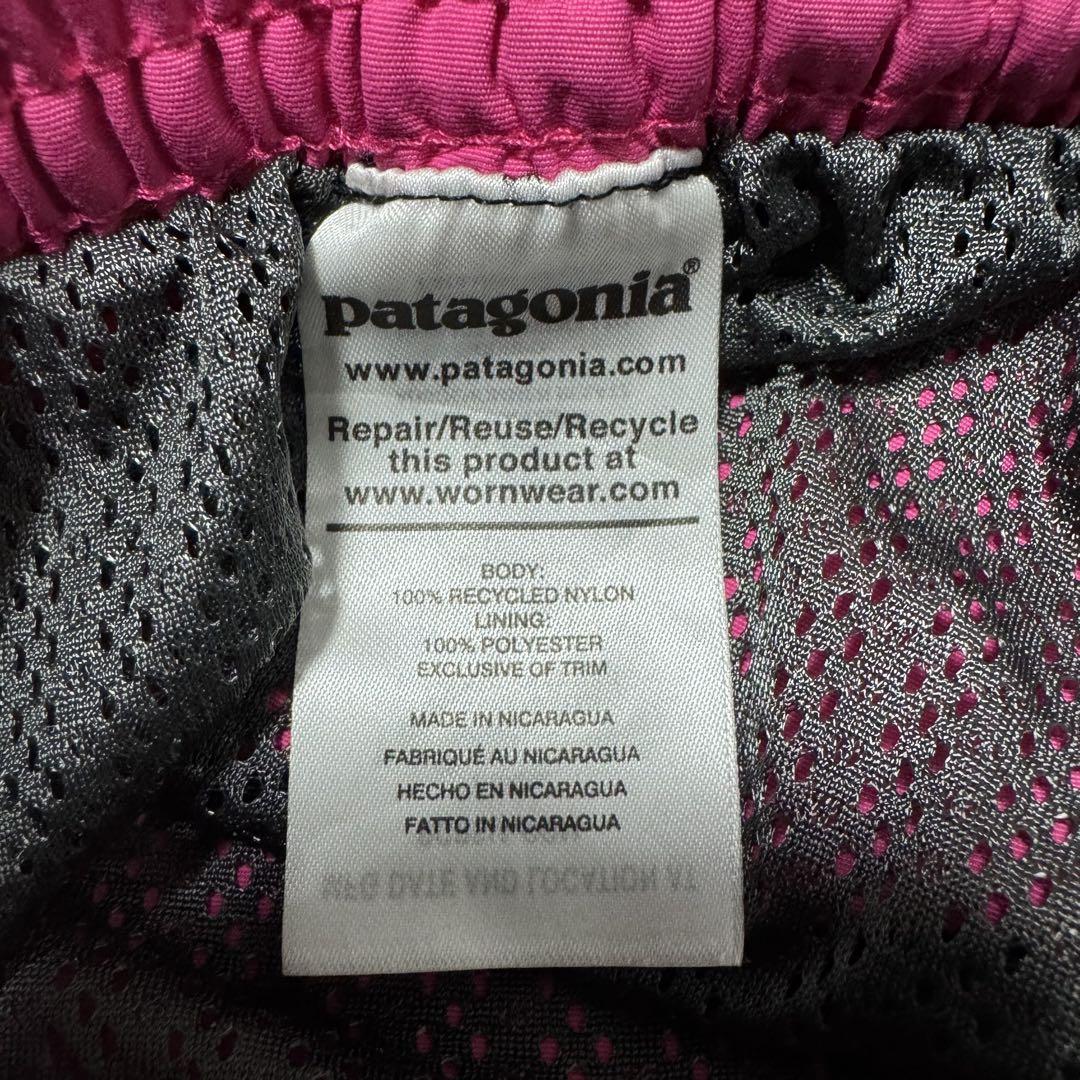 patagonia®
www.patagonia.com
Repair/Reuse/Recycle
this product at
www.wornwear.com
BODY:
100% RECYCLED NYLON
LINING:
100% POLYESTER
EXCLUSIVE OF TRIM
MADE IN NICARAGUA
FABRIQUÉ AU NICARAGUA
HECHO EN NICARAGUA
FATTO IN NICARAGUA